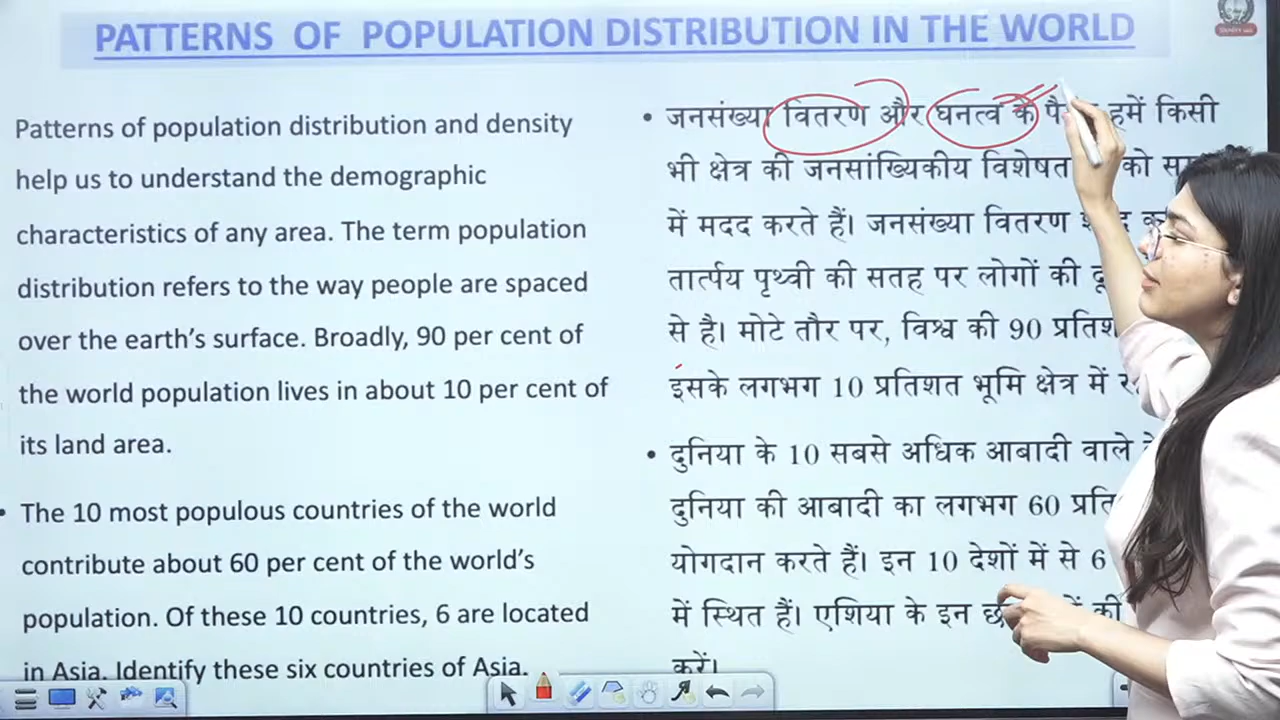 PATTERNS OF POPULATION DISTRIBUTION IN THE WORLD
Patterns of population distribution and density
help us to understand the demographic
characteristics of any area. The term population
distribution refers to the way people are spaced
over the earth's surface. Broadly, 90 per cent of
the world population lives in about 10 per cent of
its land area.
• The 10 most populous countries of the world
contribute about 60 per cent of the world's
population. Of these 10 countries, 6 are located
in Asia. Identify these six countries of Asia.
• जनसंख्या वितरण और घनत्व के हमें किसी
भी क्षेत्र की जनसांख्यिकीय को
में मदद करते हैं। जनसंख्या वितरण
तार्त्पय पृथ्वी की सतह पर लोगों की
से है। मोटे तौर पर, विश्व की 90
इसके लगभग 10 प्रतिशत भूमि क्षेत्र में
• दुनिया के 10 सबसे अधिक आबादी वाले
दुनिया की आबादी का लगभग 60
योगदान करते हैं। इन 10 देशों में से 6
में स्थित हैं। एशिया के इन की
करें।